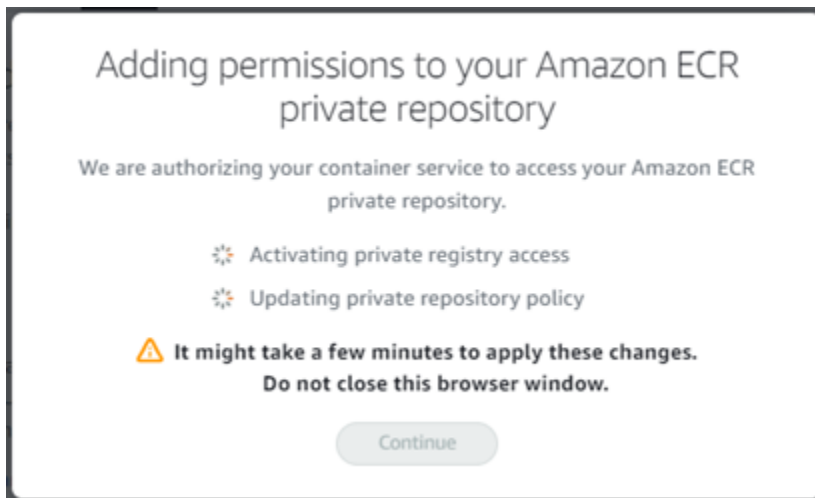 Adding permissions to your Amazon ECR
private repository
We are authorizing your container service to access your Amazon ECR
private repository.
Activating private registry access
Updating private repository policy
It might take a few minutes to apply these changes.
Do not close this browser window.
Continue